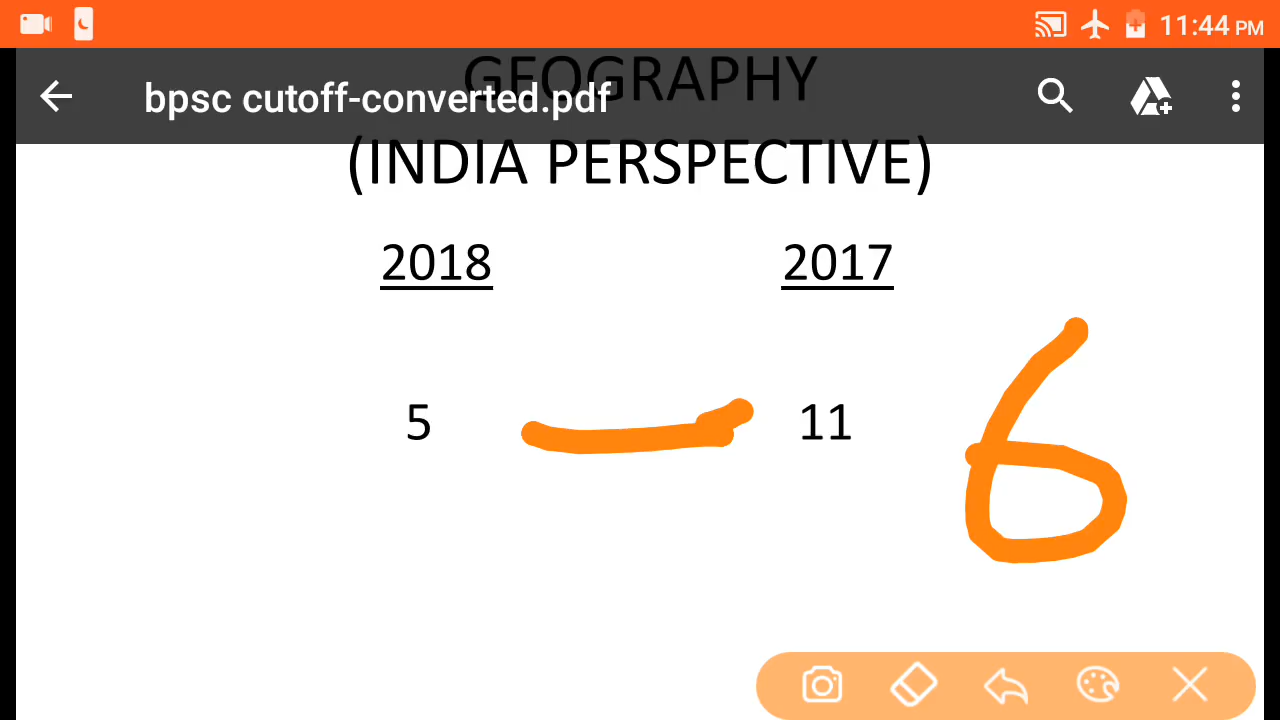 11:44 PM
bpsc cutoff-converted.pdf
GEOGRAPHY
(INDIA PERSPECTIVE)
2018 2017
5 11 6